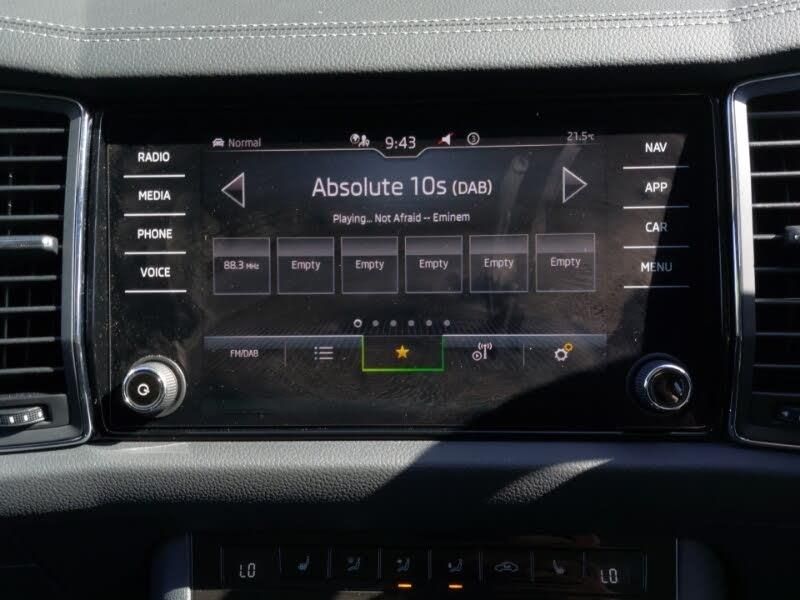 Normal 9:43 3 21.5°C
RADIO
MEDIA
PHONE
VOICE
Absolute 10s (DAB)
Playing... Not Afraid -- Eminem
88.3 MHz Empty Empty Empty Empty Empty
FM/DAB
NAV
APP
CAR
MENU
LO LO